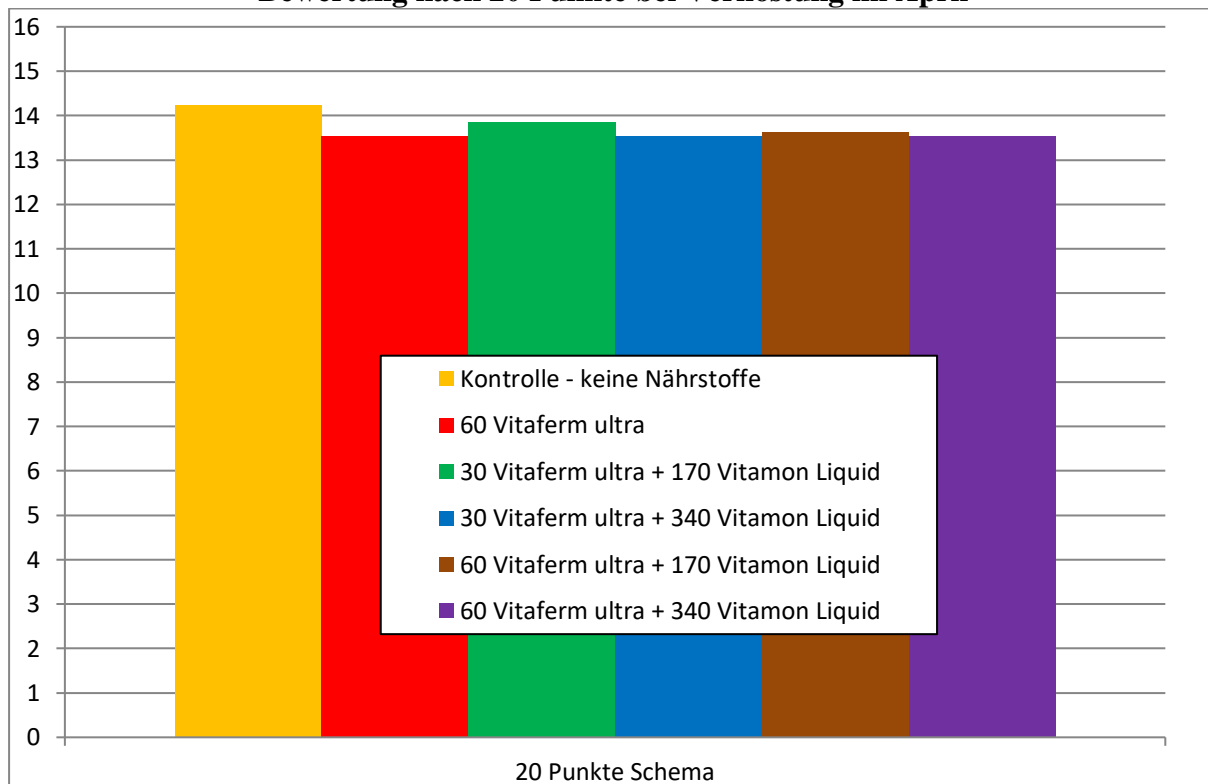 Bewertung nach 20 Punkte bei Verkostung im April
16
15
14
13
12
11
10
9
8
7
6
5
4
3
2
1
0
Kontrolle - keine Nährstoffe
60 Vitaferm ultra
30 Vitaferm ultra + 170 Vitamon Liquid
30 Vitaferm ultra + 340 Vitamon Liquid
60 Vitaferm ultra + 170 Vitamon Liquid
60 Vitaferm ultra + 340 Vitamon Liquid
20 Punkte Schema